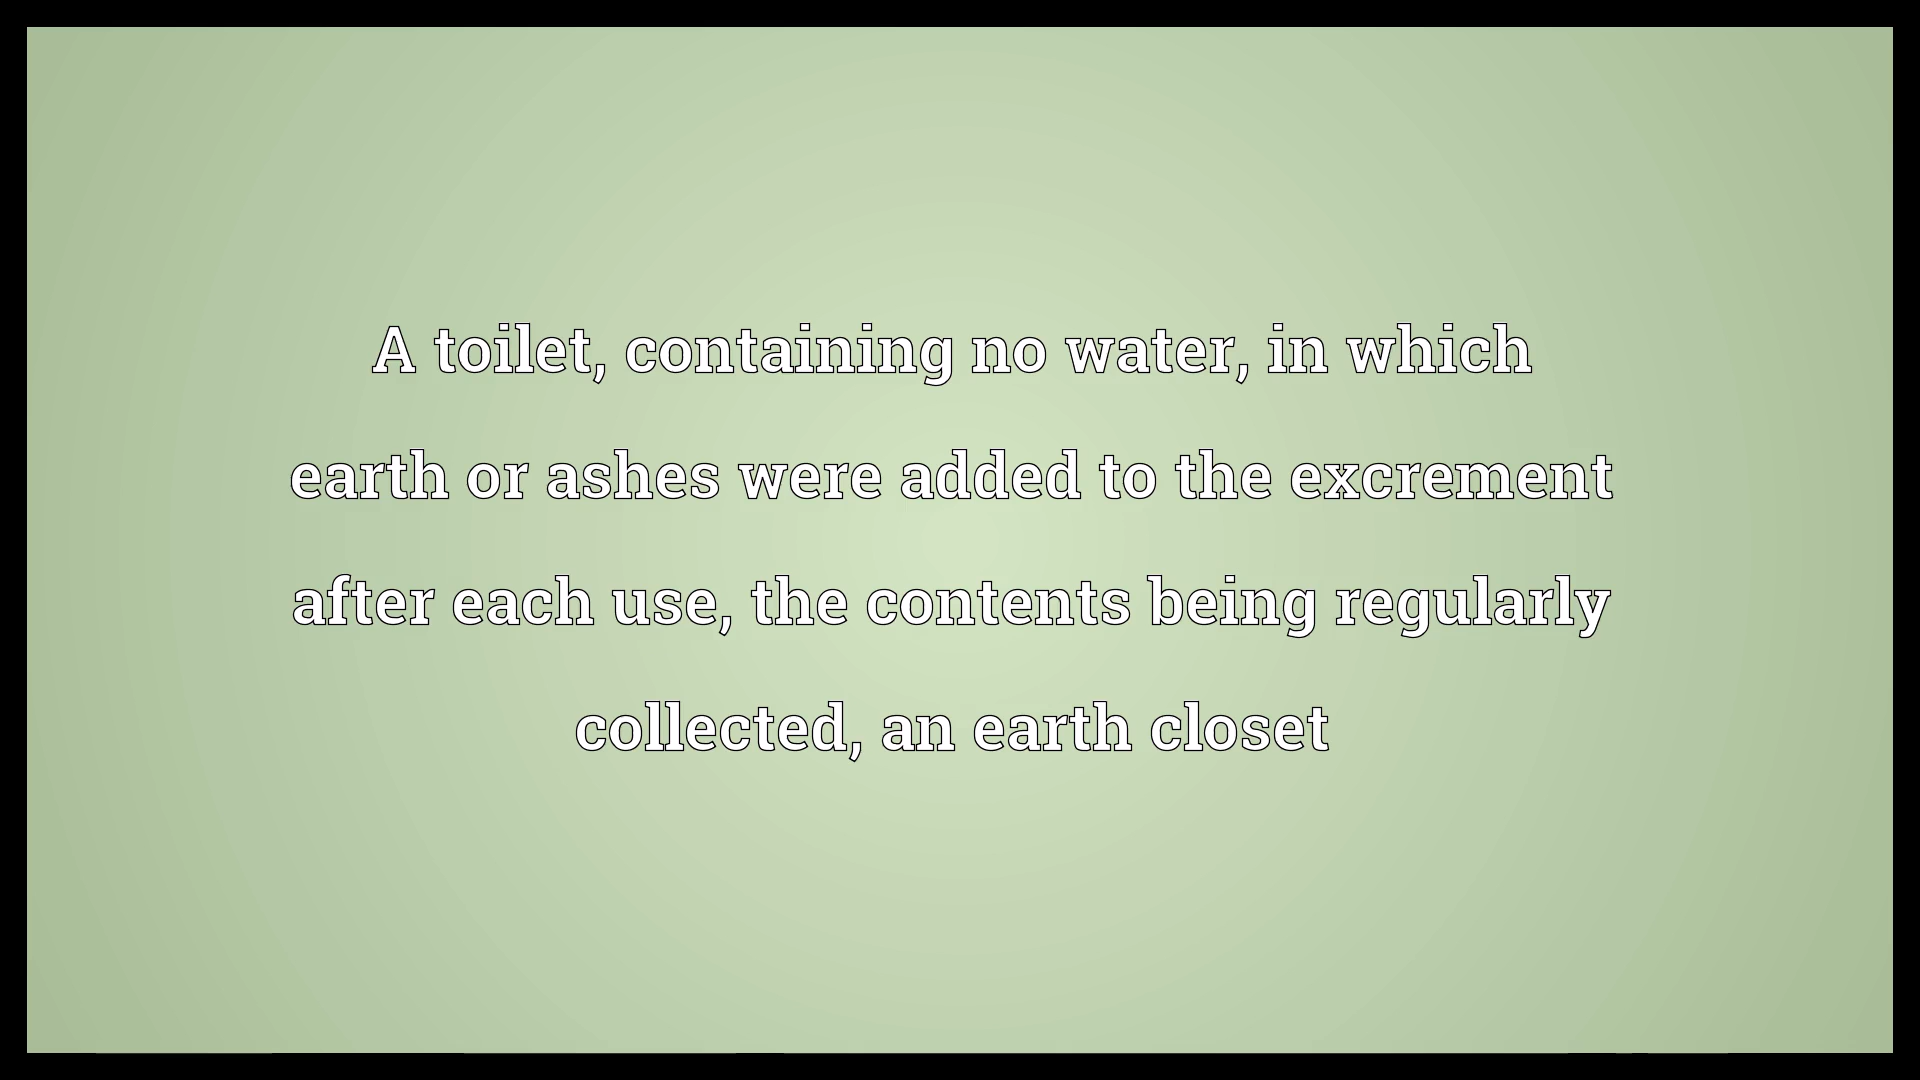 A toilet, containing no water, in which
earth or ashes were added to the excrement
after each use, the contents being regularly
collected, an earth closet